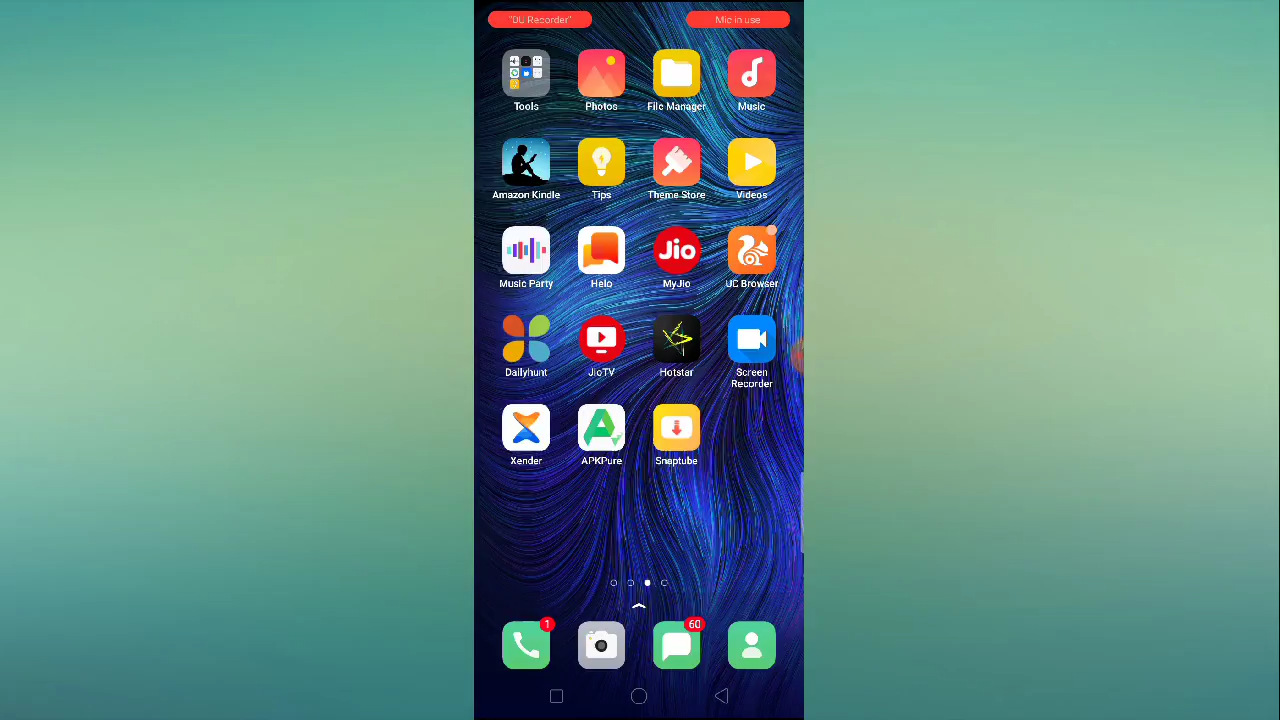 "DU Recorder" Mic in use
Tools Photos File Manager Music
Amazon Kindle Tips Theme Store Videos
Music Party Helo MyJio UC Browser
Jio
Dailyhunt JioTV Hotstar Screen
Recorder
Xender APKPure Snaptube
1 60